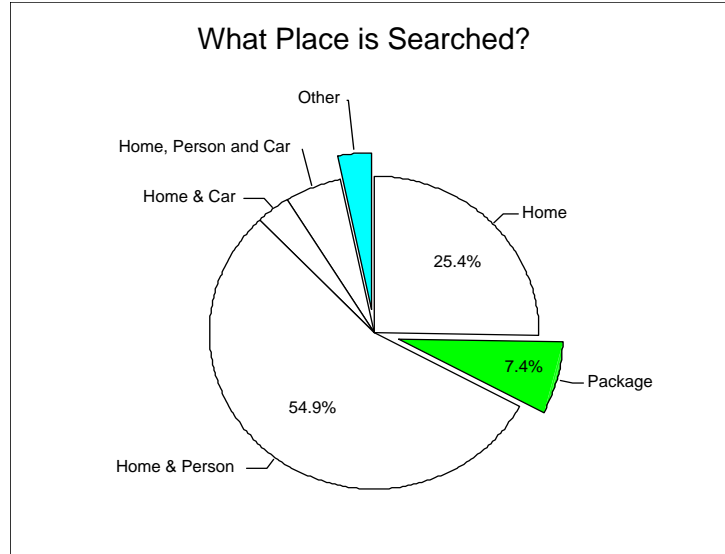 What Place is Searched?
Other
Home, Person and Car
Home & Car
Home
25.4%
7.4%
Package
54.9%
Home & Person